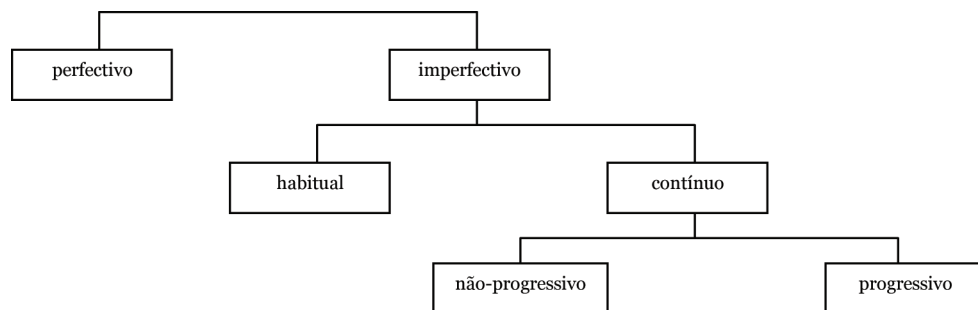 perfectivo
imperfectivo
habitual
contínuo
não-progressivo
progressivo